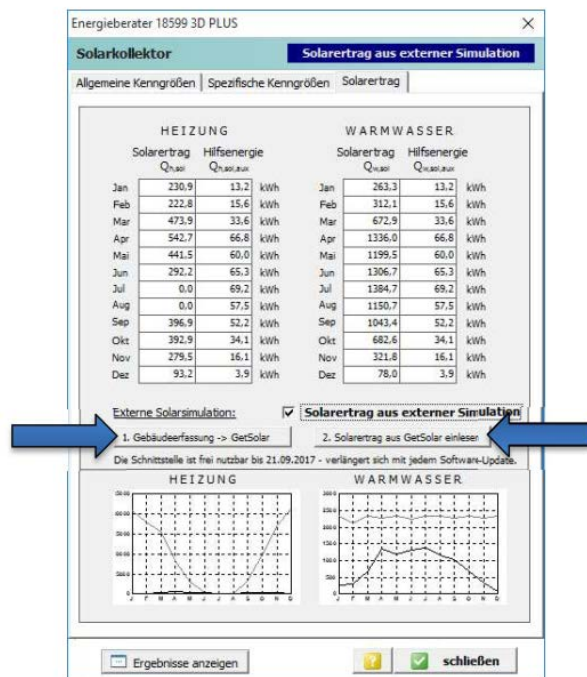 Energieberater 18599 3D PLUS
Solarkollektor
Solarertrag aus externer Simulation
Allgemeine Kenngrößen Spezifische Kenngrößen Solarertrag
HEIZUNG WARMWASSER
Solarertrag Hilfsenergie Solarertrag Hilfsenergie
Qh,sol Qh,sol,aux Qw,sol Qw,sol,aux
Jan 230,9 13,2 kWh Jan 263,3 13,2 kWh
Feb 222,8 15,6 kWh Feb 312,1 15,6 kWh
Mar 473,9 33,6 kWh Mar 672,9 33,6 kWh
Apr 542,7 66,8 kWh Apr 1336,0 66,8 kWh
Mai 441,5 60,0 kWh Mai 1199,5 60,0 kWh
Jun 292,2 65,3 kWh Jun 1306,7 65,3 kWh
Jul 0,0 69,2 kWh Jul 1384,7 69,2 kWh
Aug 0,0 57,5 kWh Aug 1150,7 57,5 kWh
Sep 396,9 52,2 kWh Sep 1043,4 52,2 kWh
Okt 392,9 34,1 kWh Okt 682,6 34,1 kWh
Nov 279,5 16,1 kWh Nov 321,8 16,1 kWh
Dez 93,2 3,9 kWh Dez 78,0 3,9 kWh
Externe Solarsimulation: Solarertrag aus externer Simulation
1. Gebäudeerfassung -> GetSolar 2. Solarertrag aus GetSolar einlesen
Die Schnittstelle ist frei nutzbar bis 21.09.2017 - verlängert sich mit jedem Software-Update.
HEIZUNG WARMWASSER
J F M A M J J A S O N D J F M A M J J A S O N D
Ergebnisse anzeigen schließen